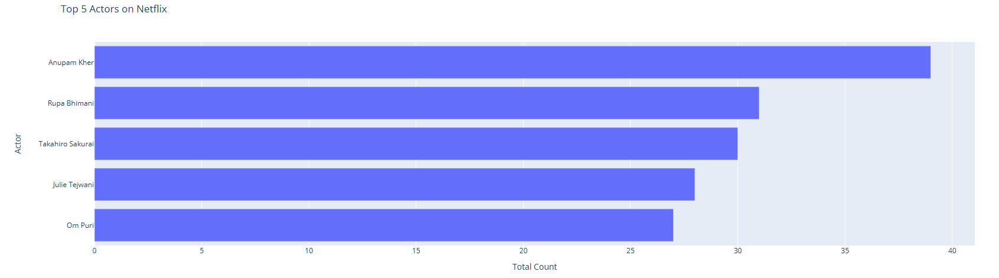 Top 5 Actors on Netflix
Actor
Anupam Kher
Rupa Bhimani
Takahiro Sakurai
Julie Tejwani
Om Puri
0 5 10 15 20 25 30 35 40
Total Count